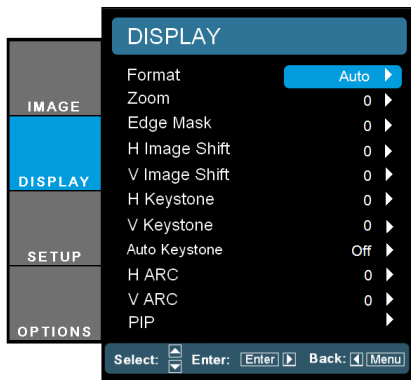 DISPLAY
IMAGE
DISPLAY
SETUP
OPTIONS
Format Auto
Zoom 0
Edge Mask 0
H Image Shift 0
V Image Shift 0
H Keystone 0
V Keystone 0
Auto Keystone Off
H ARC 0
V ARC 0
PIP
Select: Enter: Enter Back: Menu